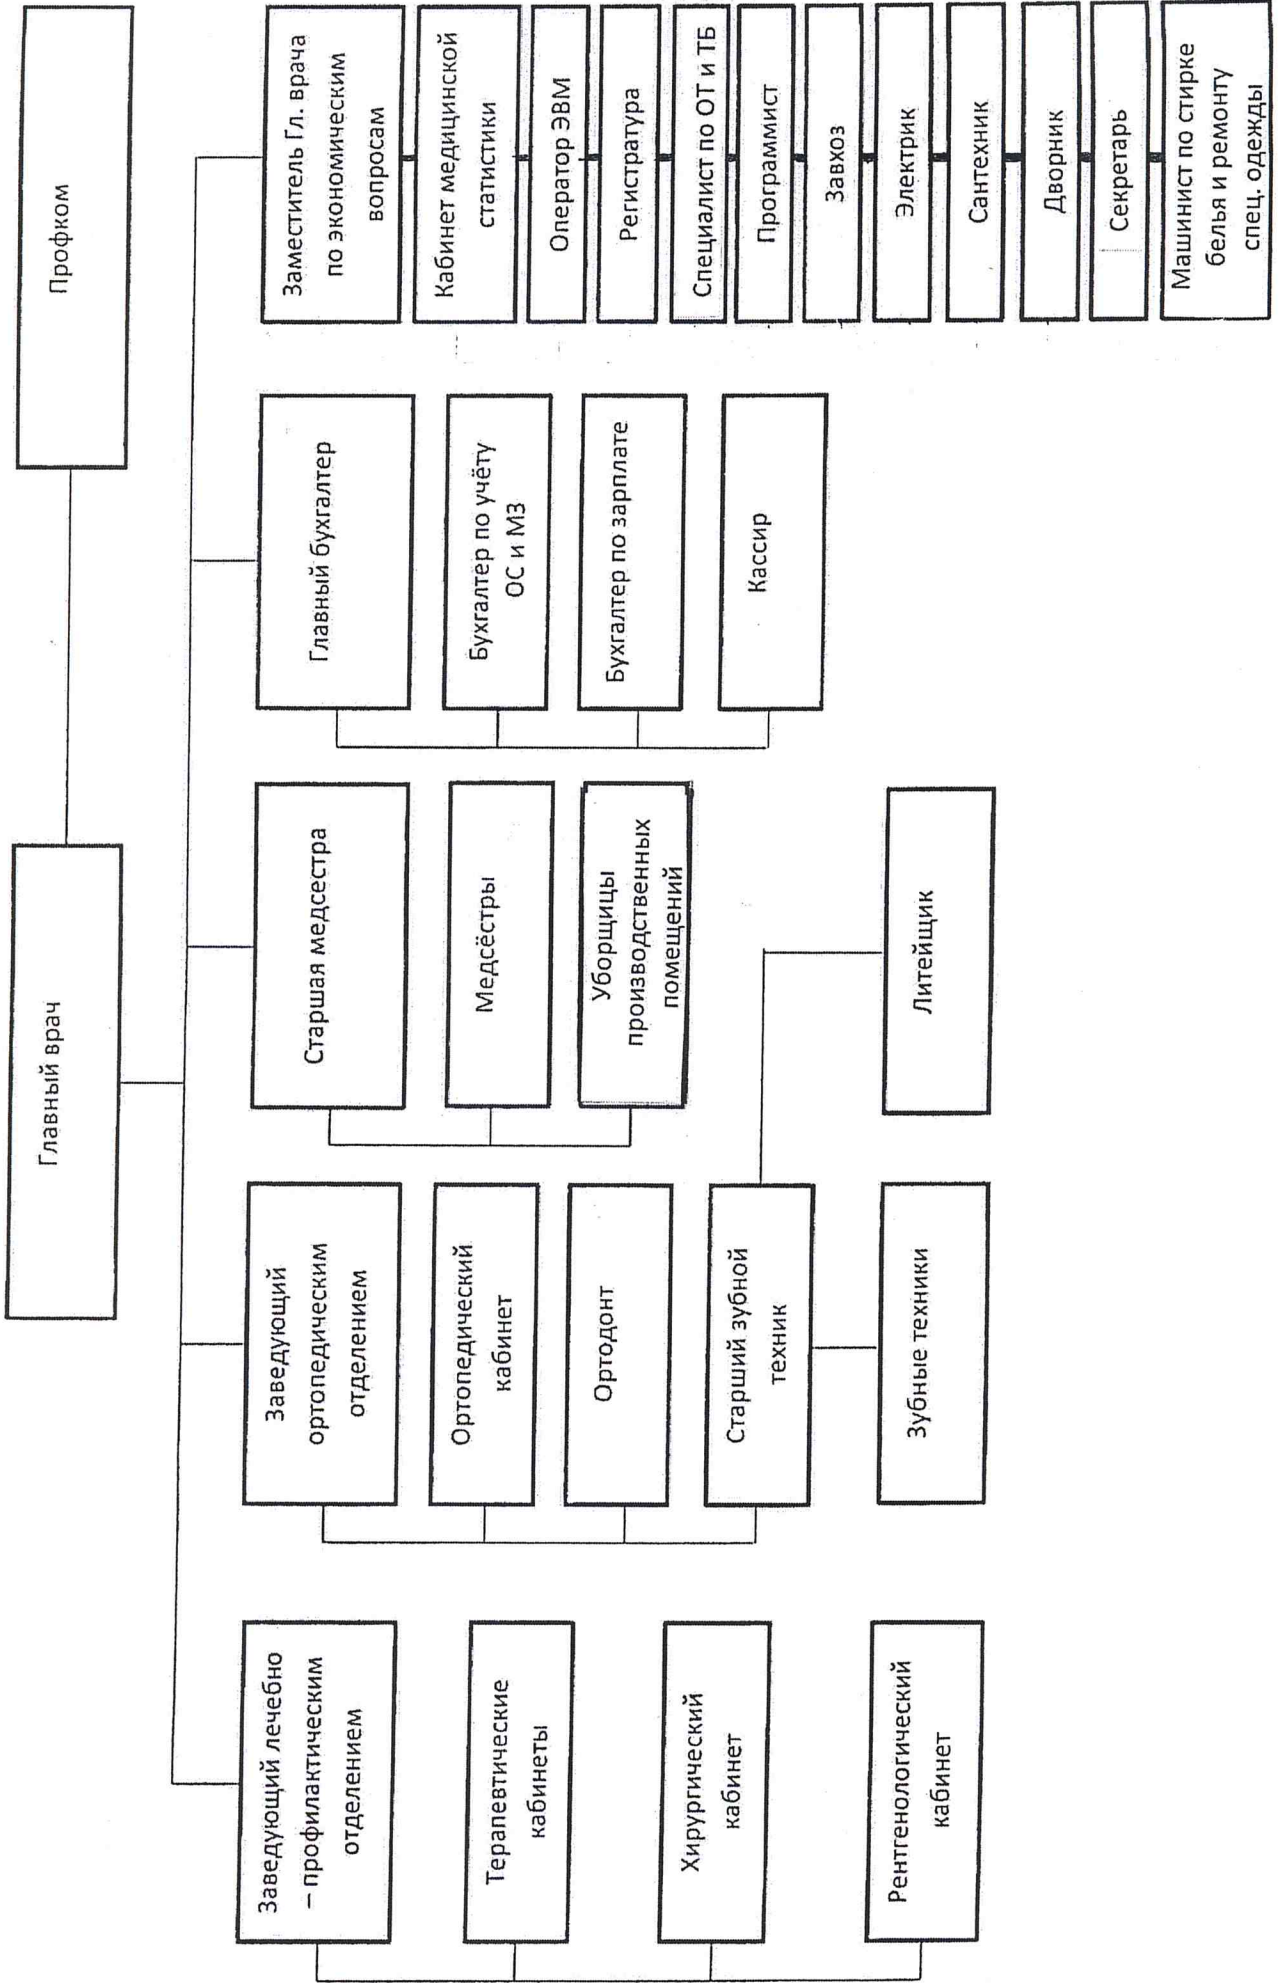 Главный врач
Профком
Заведующий лечебно
– профилактическим
отделением
Терапевтические
кабинеты
Хирургический
кабинет
Рентгенологический
кабинет
Заведующий
ортопедическим
отделением
Ортопедический
кабинет
Ортодонт
Старший зубной
техник
Зубные техники
Литейщик
Старшая медсестра
Медсёстры
Уборщицы
производственных
помещений
Главный бухгалтер
Бухгалтер по учёту
ОС и МЗ
Бухгалтер по зарплате
Кассир
Заместитель Гл. врача
по экономическим
вопросам
Кабинет медицинской
статистики
Оператор ЭВМ
Регистратура
Специалист по ОТ и ТБ
Программист
Завхоз
Электрик
Сантехник
Дворник
Секретарь
Машинист по стирке
белья и ремонту
спец. одежды